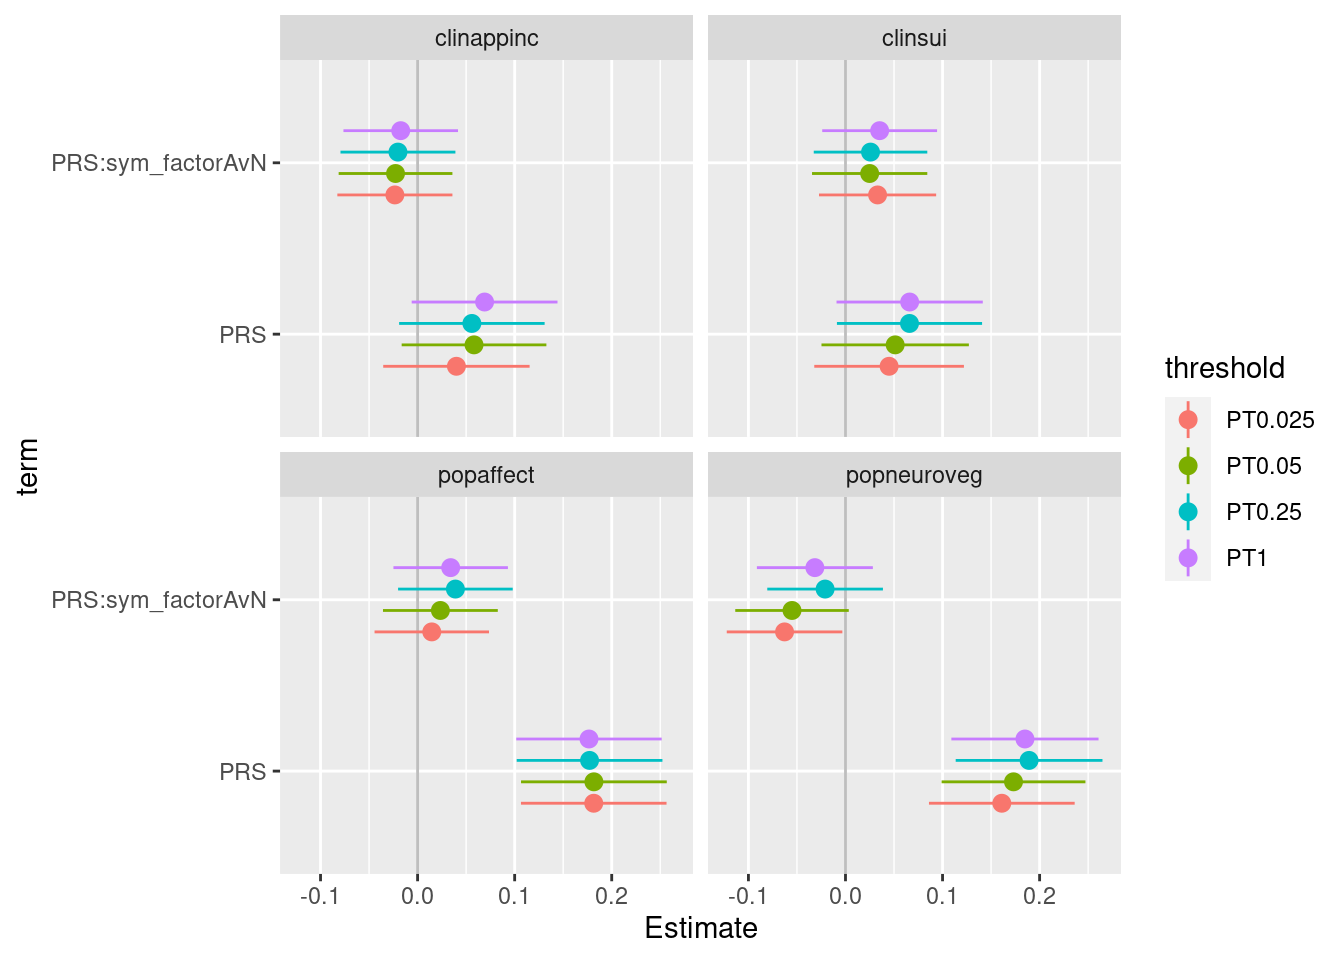 clinappinc
clinsui
PRS:sym_factorAvN
PRS
popaffect
popneuroveg
PRS:sym_factorAvN
PRS
term
-0.1 0.0 0.1 0.2
-0.1 0.0 0.1 0.2
Estimate
threshold
PT0.025
PT0.05
PT0.25
PT1